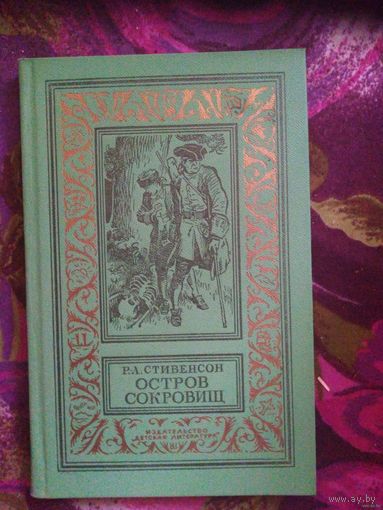 Р.Л.СТИВЕНСОН
ОСТРОВ
СОКРОВИЩ
ИЗДАТЕЛЬСТВО
"ДЕТСКАЯ ЛИТЕРАТУРА"
www.ay.by